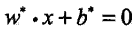 w* · x + b* = 0